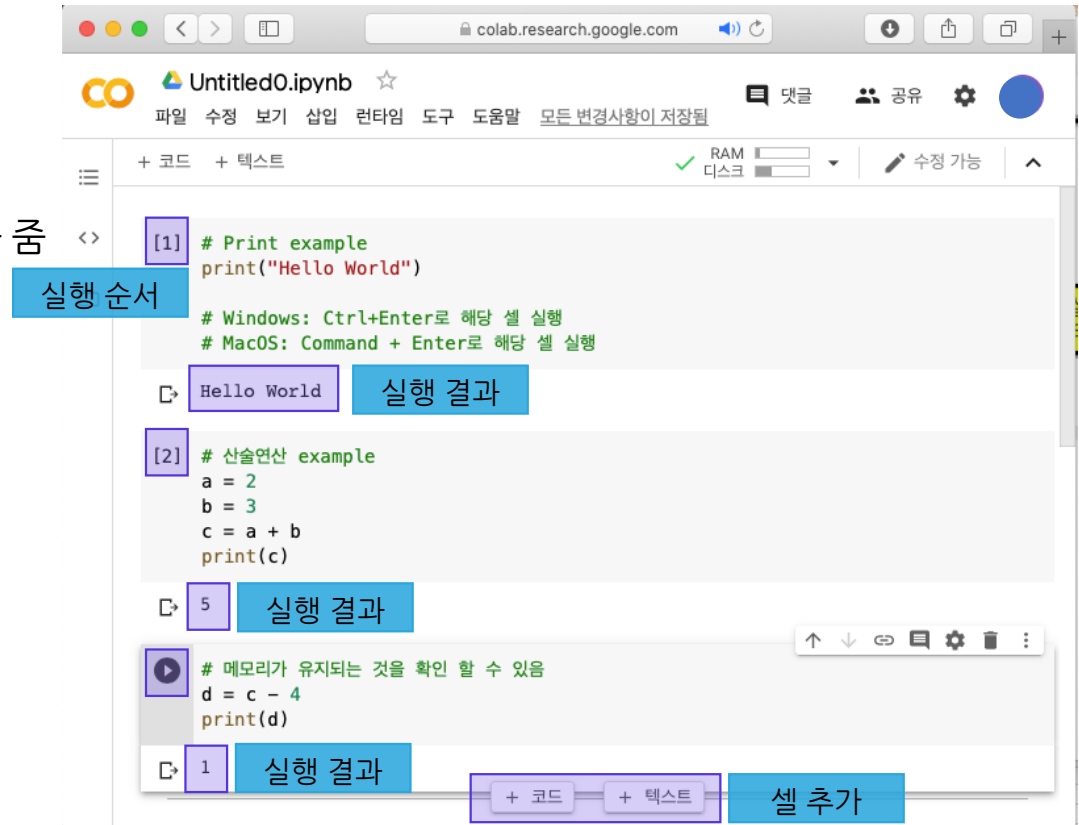 colab.research.google.com
CO Untitled0.ipynb
댓글 공유
파일 수정 보기 삽입 런타임 도구 도움말 모든 변경사항이 저장됨
+ 코드 + 텍스트
RAM
디스크
수정 가능
줌
[1] # Print example
print("Hello World")
실행 순서
# Windows: Ctrl+Enter로 해당 셀 실행
# MacOS: Command + Enter로 해당 셀 실행
Hello World 실행 결과
[2] # 산술연산 example
a = 2
b = 3
c = a + b
print(c)
5 실행 결과
# 메모리가 유지되는 것을 확인 할 수 있음
d = c - 4
print(d)
1 실행 결과
+ 코드 + 텍스트 셀 추가